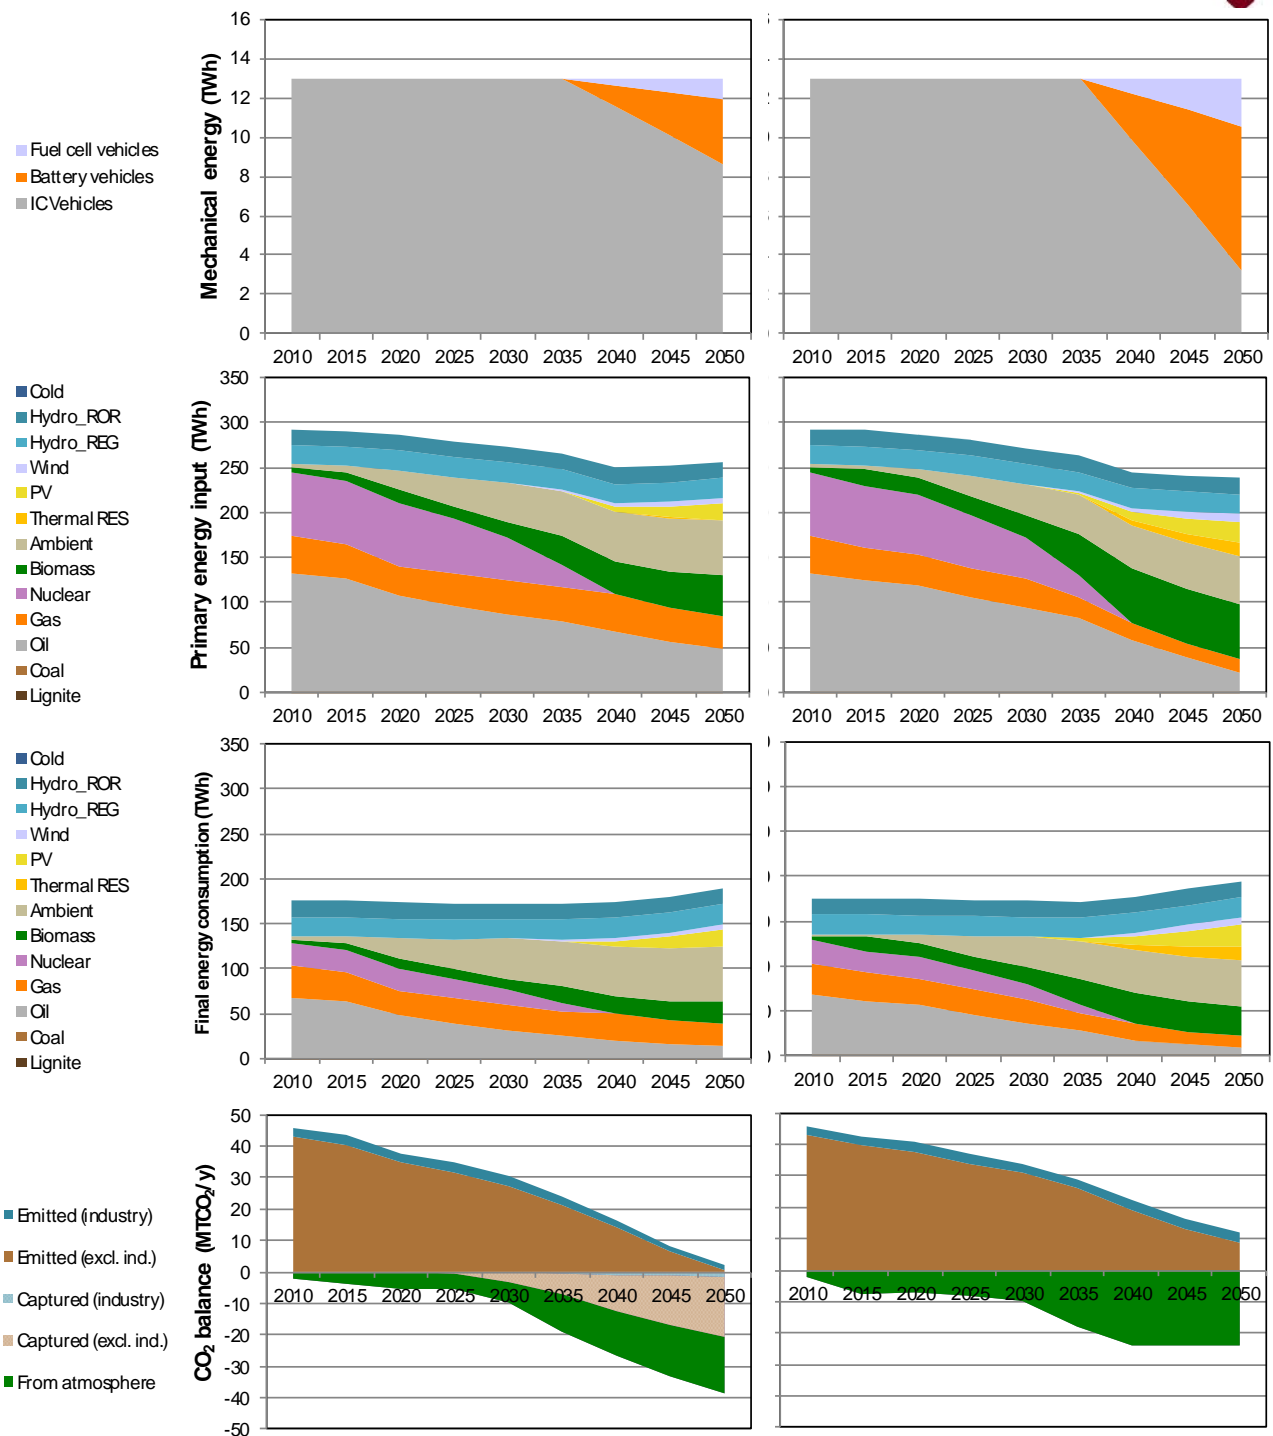 Mechanical energy (TWh)
16
14
12
10
8
6
4
2
0
Fuel cell vehicles
Battery vehicles
IC Vehicles
2010 2015 2020 2025 2030 2035 2040 2045 2050
2010 2015 2020 2025 2030 2035 2040 2045 2050
Primary energy input (TWh)
350
300
250
200
150
100
50
0
Cold
Hydro_ROR
Hydro_REG
Wind
PV
Thermal RES
Ambient
Biomass
Nuclear
Gas
Oil
Coal
Lignite
2010 2015 2020 2025 2030 2035 2040 2045 2050
2010 2015 2020 2025 2030 2035 2040 2045 2050
Final energy consumption (TWh)
350
300
250
200
150
100
50
0
Cold
Hydro_ROR
Hydro_REG
Wind
PV
Thermal RES
Ambient
Biomass
Nuclear
Gas
Oil
Coal
Lignite
2010 2015 2020 2025 2030 2035 2040 2045 2050
2010 2015 2020 2025 2030 2035 2040 2045 2050
CO₂ balance (MTCO₂/y)
50
40
30
20
10
0
-10
-20
-30
-40
-50
Emitted (industry)
Emitted (excl. ind.)
Captured (industry)
Captured (excl. ind.)
From atmosphere
2010 2015 2020 2025 2030 2035 2040 2045 2050
2010 2015 2020 2025 2030 2035 2040 2045 2050